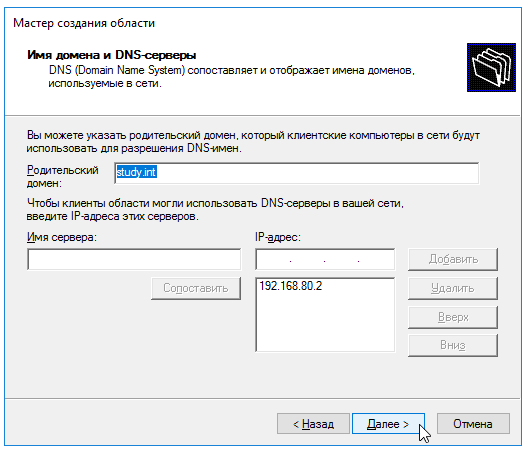 Мастер создания области
Имя домена и DNS-серверы
DNS (Domain Name System) сопоставляет и отображает имена доменов,
используемые в сети.
Вы можете указать родительский домен, который клиентские компьютеры в сети будут
использовать для разрешения DNS-имен.
Родительский
домен:
study.int
Чтобы клиенты области могли использовать DNS-серверы в вашей сети,
введите IP-адреса этих серверов.
Имя сервера:
IP-адрес:
. . .
Добавить
Сопоставить
192.168.80.2
Удалить
Вверх
Вниз
< Назад
Далее >
Отмена